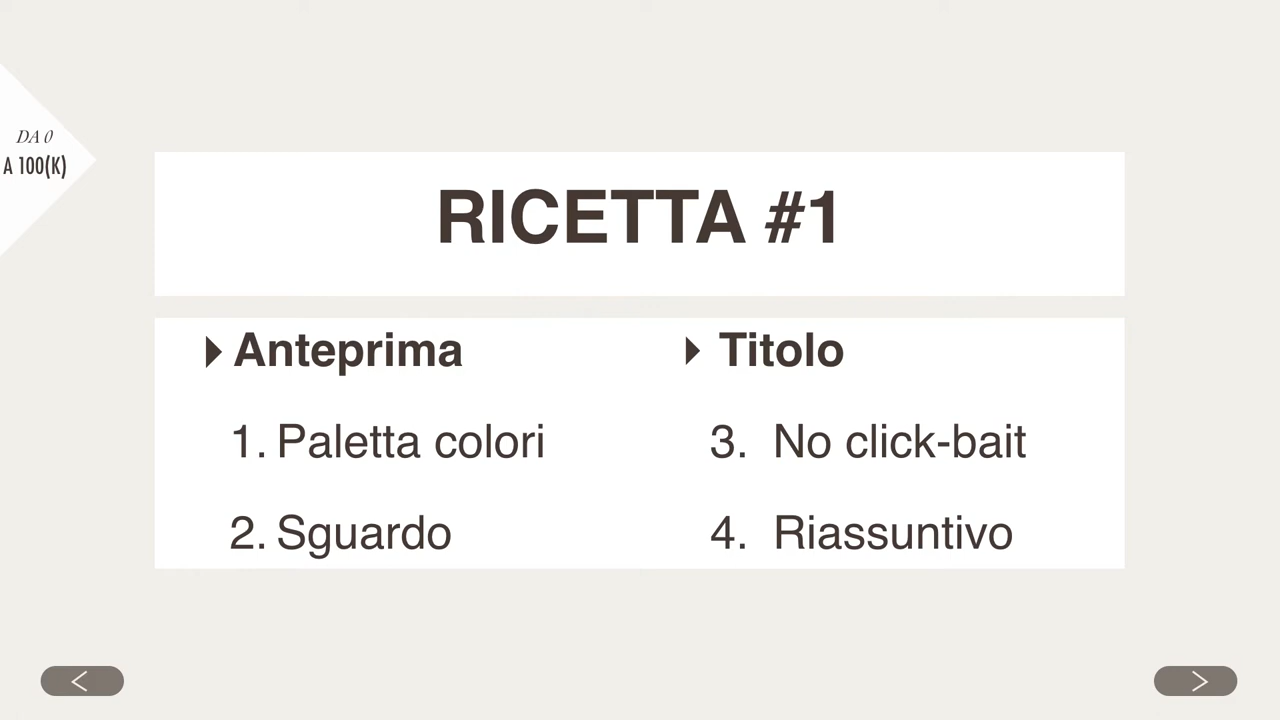 DA 0
A 100(K)
RICETTA #1
Anteprima
1. Paletta colori
2. Sguardo
Titolo
3. No click-bait
4. Riassuntivo